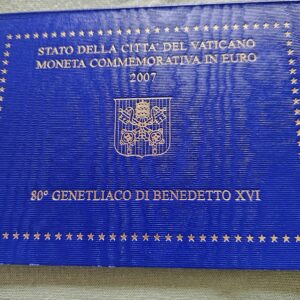 STATO DELLA CITTA' DEL VATICANO
MONETA COMMEMORATIVA IN EURO
2007
80° GENETLIACO DI BENEDETTO XVI